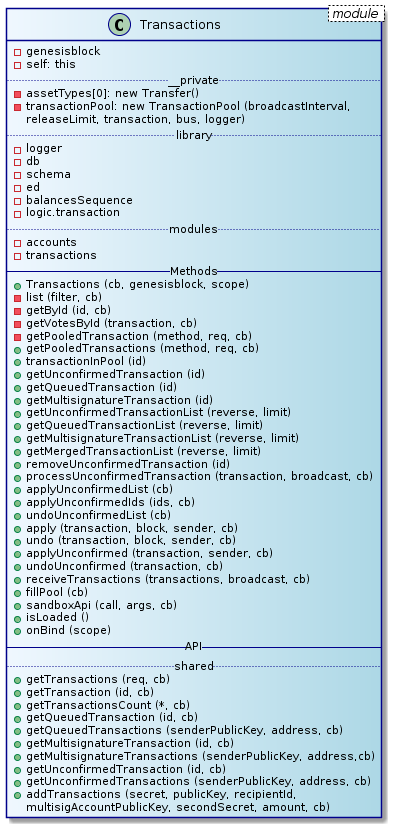 module
C Transactions
genesisblock
self: this
__private
assetTypes[0]: new Transfer()
transactionPool: new TransactionPool (broadcastInterval,
releaseLimit, transaction, bus, logger)
library
logger
db
schema
ed
balancesSequence
logic.transaction
modules
accounts
transactions
Methods
Transactions (cb, genesisblock, scope)
list (filter, cb)
getById (id, cb)
getVotesById (transaction, cb)
getPooledTransaction (method, req, cb)
getPooledTransactions (method, req, cb)
transactionInPool (id)
getUnconfirmedTransaction (id)
getQueuedTransaction (id)
getMultisignatureTransaction (id)
getUnconfirmedTransactionList (reverse, limit)
getQueuedTransactionList (reverse, limit)
getMultisignatureTransactionList (reverse, limit)
getMergedTransactionList (reverse, limit)
removeUnconfirmedTransaction (id)
processUnconfirmedTransaction (transaction, broadcast, cb)
applyUnconfirmedList (cb)
applyUnconfirmedIds (ids, cb)
undoUnconfirmedList (cb)
apply (transaction, block, sender, cb)
undo (transaction, block, sender, cb)
applyUnconfirmed (transaction, sender, cb)
undoUnconfirmed (transaction, cb)
receiveTransactions (transactions, broadcast, cb)
fillPool (cb)
sandboxApi (call, args, cb)
isLoaded ()
onBind (scope)
API
shared
getTransactions (req, cb)
getTransaction (id, cb)
getTransactionsCount (*, cb)
getQueuedTransaction (id, cb)
getQueuedTransactions (senderPublicKey, address, cb)
getMultisignatureTransaction (id, cb)
getMultisignatureTransactions (senderPublicKey, address,cb)
getUnconfirmedTransaction (id, cb)
getUnconfirmedTransactions (senderPublicKey, address, cb)
addTransactions (secret, publicKey, recipientId,
multisigAccountPublicKey, secondSecret, amount, cb)